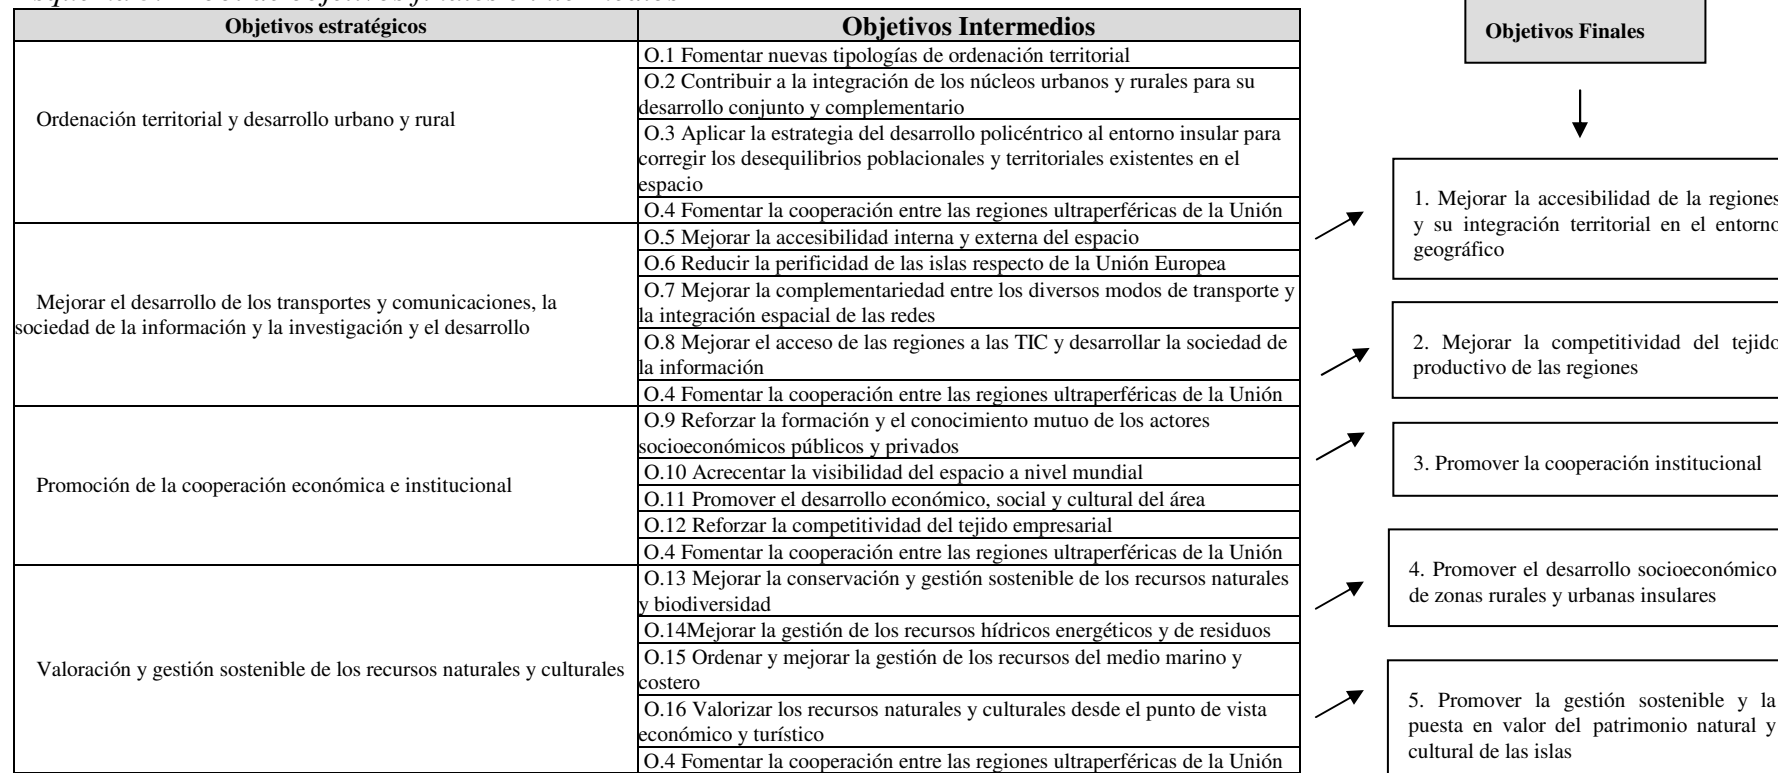 Objetivos estratégicos
Objetivos Intermedios
Ordenación territorial y desarrollo urbano y rural
O.1 Fomentar nuevas tipologías de ordenación territorial
O.2 Contribuir a la integración de los núcleos urbanos y rurales para su
desarrollo conjunto y complementario
O.3 Aplicar la estrategia del desarrollo policéntrico al entorno insular para
corregir los desequilibrios poblacionales y territoriales existentes en el
espacio
O.4 Fomentar la cooperación entre las regiones ultraperféricas de la Unión
Mejorar el desarrollo de los transportes y comunicaciones, la
sociedad de la información y la investigación y el desarrollo
O.5 Mejorar la accesibilidad interna y externa del espacio
O.6 Reducir la perificidad de las islas respecto de la Unión Europea
O.7 Mejorar la complementariedad entre los diversos modos de transporte y
la integración espacial de las redes
O.8 Mejorar el acceso de las regiones a las TIC y desarrollar la sociedad de
la información
O.4 Fomentar la cooperación entre las regiones ultraperféricas de la Unión
Promoción de la cooperación económica e institucional
O.9 Reforzar la formación y el conocimiento mutuo de los actores
socioeconómicos públicos y privados
O.10 Acrecentar la visibilidad del espacio a nivel mundial
O.11 Promover el desarrollo económico, social y cultural del área
O.12 Reforzar la competitividad del tejido empresarial
O.4 Fomentar la cooperación entre las regiones ultraperféricas de la Unión
Valoración y gestión sostenible de los recursos naturales y culturales
O.13 Mejorar la conservación y gestión sostenible de los recursos naturales
y biodiversidad
O.14Mejorar la gestión de los recursos hídricos energéticos y de residuos
O.15 Ordenar y mejorar la gestión de los recursos del medio marino y
costero
O.16 Valorizar los recursos naturales y culturales desde el punto de vista
económico y turístico
O.4 Fomentar la cooperación entre las regiones ultraperféricas de la Unión
Objetivos Finales
1. Mejorar la accesibilidad de la regiones
y su integración territorial en el entorno
geográfico
2. Mejorar la competitividad del tejido
productivo de las regiones
3. Promover la cooperación institucional
4. Promover el desarrollo socioeconómico
de zonas rurales y urbanas insulares
5. Promover la gestión sostenible y la
puesta en valor del patrimonio natural y
cultural de las islas